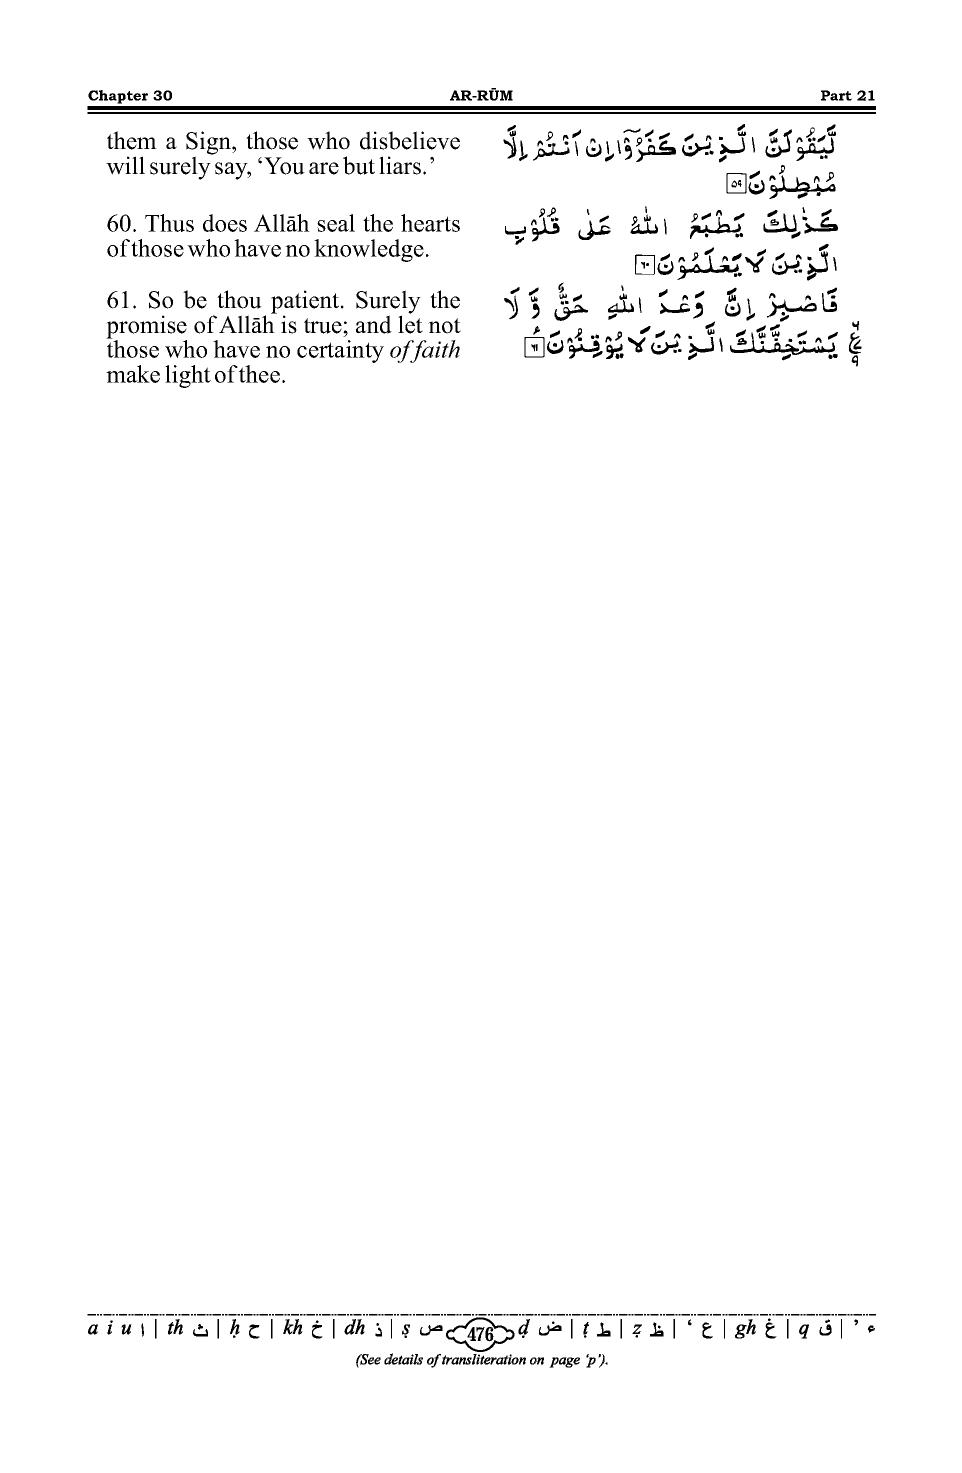 Chapter 30 AR-RŪM Part 21
them a Sign, those who disbelieve
will surely say, ‘You are but liars.’
60. Thus does Allāh seal the hearts
of those who have no knowledge.
61. So be thou patient. Surely the
promise of Allāh is true; and let not
those who have no certainty of faith
make light of thee.
لَّيَقُوْلَنَّ الَّذِيْنَ كَفَرُوْۤا اِنْ اَنْتُمْ اِلَّا
مُبْطِلُوْنَ ۵۹
كَذٰلِكَ يَطْبَعُ اللّٰهُ عَلٰى قُلُوْبِ
الَّذِيْنَ لَا يَعْلَمُوْنَ ۶۰
فَاصْبِرْ اِنَّ وَعْدَ اللّٰهِ حَقٌّ وَّ لَا
يَسْتَخِفَّنَّكَ الَّذِيْنَ لَا يُوْقِنُوْنَ ۶۱
a i u ا | th ث | ḥ ح | kh خ | dh ذ | ṣ ص 476 ḍ ض | ṭ ط | ẓ ظ | ‘ ع | gh غ | q ق | ’ ء
(See details of transliteration on page ‘p’).